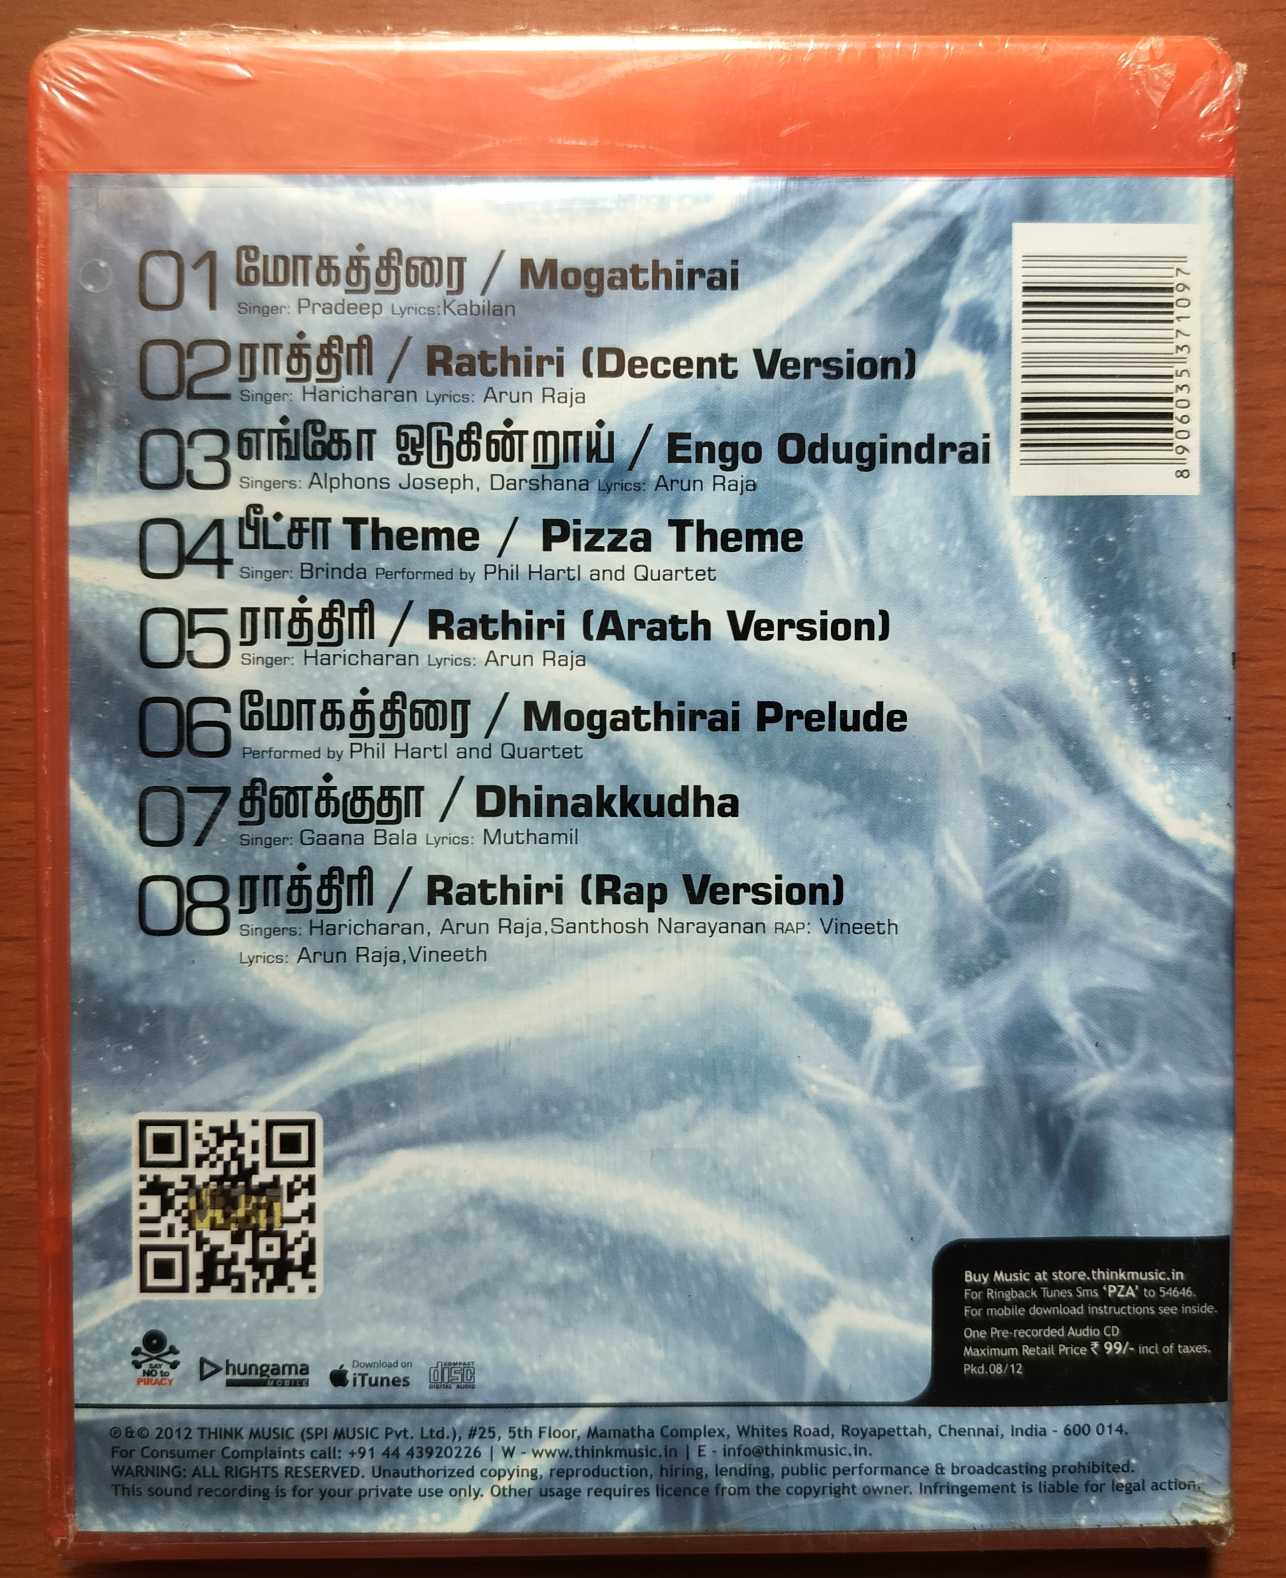 01 மோகத்திரை / Mogathirai
Singer: Pradeep Lyrics:Kabilan
02 ராத்திரி / Rathiri (Decent Version)
Singer: Haricharan Lyrics: Arun Raja
03 எங்கோ ஒடுகின்றாய் / Engo Odugindrai
Singers: Alphons Joseph, Darshana Lyrics: Arun Raja
04 பீட்சா Theme / Pizza Theme
Singer: Brinda Performed by Phil Hartl and Quartet
05 ராத்திரி / Rathiri (Arath Version)
Singer: Haricharan Lyrics: Arun Raja
06 மோகத்திரை / Mogathirai Prelude
Performed by Phil Hartl and Quartet
07 தினக்குதா / Dhinakkudha
Singer: Gaana Bala Lyrics: Muthamil
08 ராத்திரி / Rathiri (Rap Version)
Singers: Haricharan, Arun Raja,Santhosh Narayanan RAP: Vineeth
Lyrics: Arun Raja,Vineeth
8 906035 371097
பீட்சா
SAY
NO to
PIRACY
hungama
MOBILE
Download on
iTunes
COMPACT
disc
DIGITAL AUDIO
Buy Music at store.thinkmusic.in
For Ringback Tunes Sms 'PZA' to 54646.
For mobile download instructions see inside.
One Pre-recorded Audio CD
Maximum Retail Price ₹ 99/- incl of taxes.
Pkd.08/12
℗&© 2012 THINK MUSIC (SPI MUSIC Pvt. Ltd.), #25, 5th Floor, Mamatha Complex, Whites Road, Royapettah, Chennai, India - 600 014.
For Consumer Complaints call: +91 44 43920226 | W - www.thinkmusic.in | E - info@thinkmusic.in.
WARNING: ALL RIGHTS RESERVED. Unauthorized copying, reproduction, hiring, lending, public performance & broadcasting prohibited.
This sound recording is for your private use only. Other usage requires licence from the copyright owner. Infringement is liable for legal action.